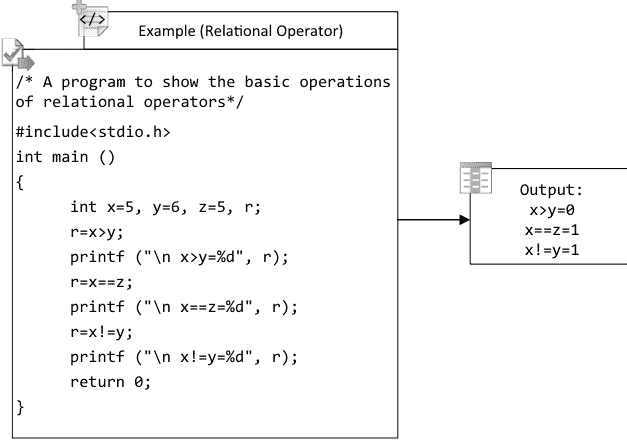 </>
Example (Relational Operator)
/* A program to show the basic operations
of relational operators*/
#include<stdio.h>
int main ()
{
int x=5, y=6, z=5, r;
r=x>y;
printf ("\n x>y=%d", r);
r=x==z;
printf ("\n x==z=%d", r);
r=x!=y;
printf ("\n x!=y=%d", r);
return 0;
}
Output:
x>y=0
x==z=1
x!=y=1